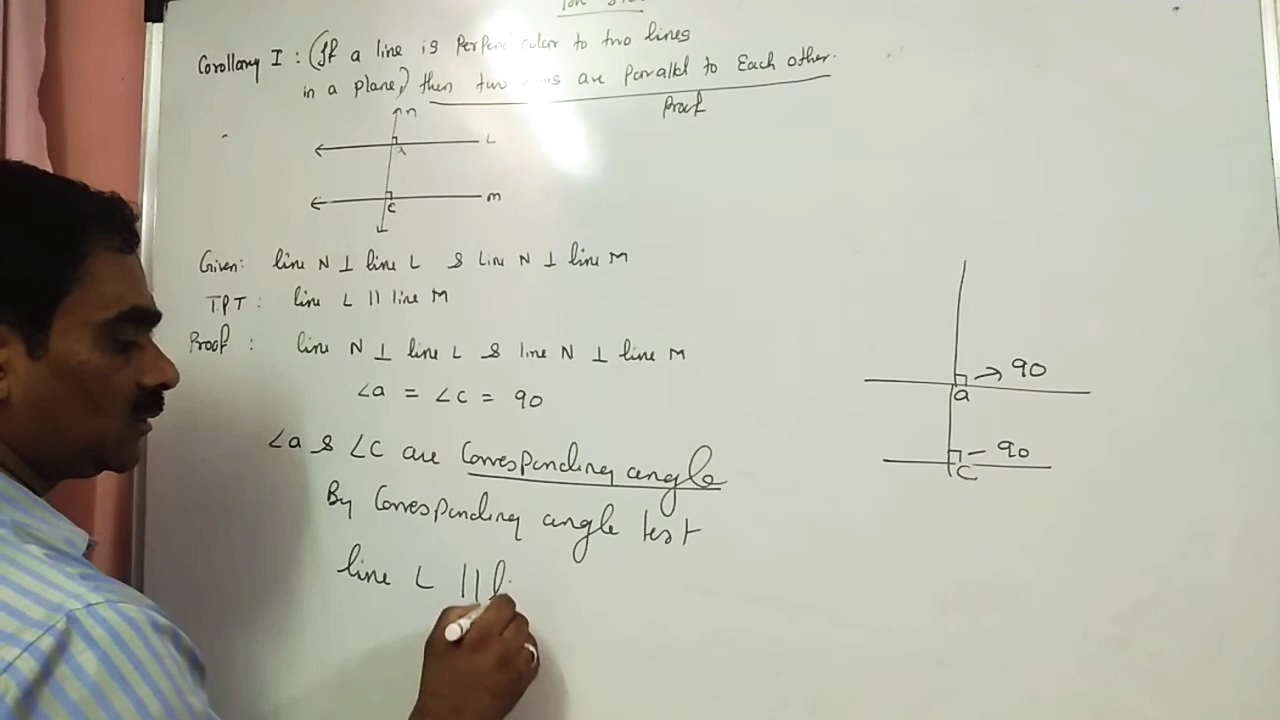 Corollary I : (If a line is Perpendicular to two lines
in a plane) then two are parallel to Each other.
Proof
n
L
a
m
c
Given: line N ⊥ line L & Line N ⊥ line M
T.P.T : line L || line M
Proof : line N ⊥ line L & line N ⊥ line M
∠a = ∠c = 90
∠a & ∠c are Corresponding angle
By Corresponding angle test
line L ||
→ 90
a
90
C